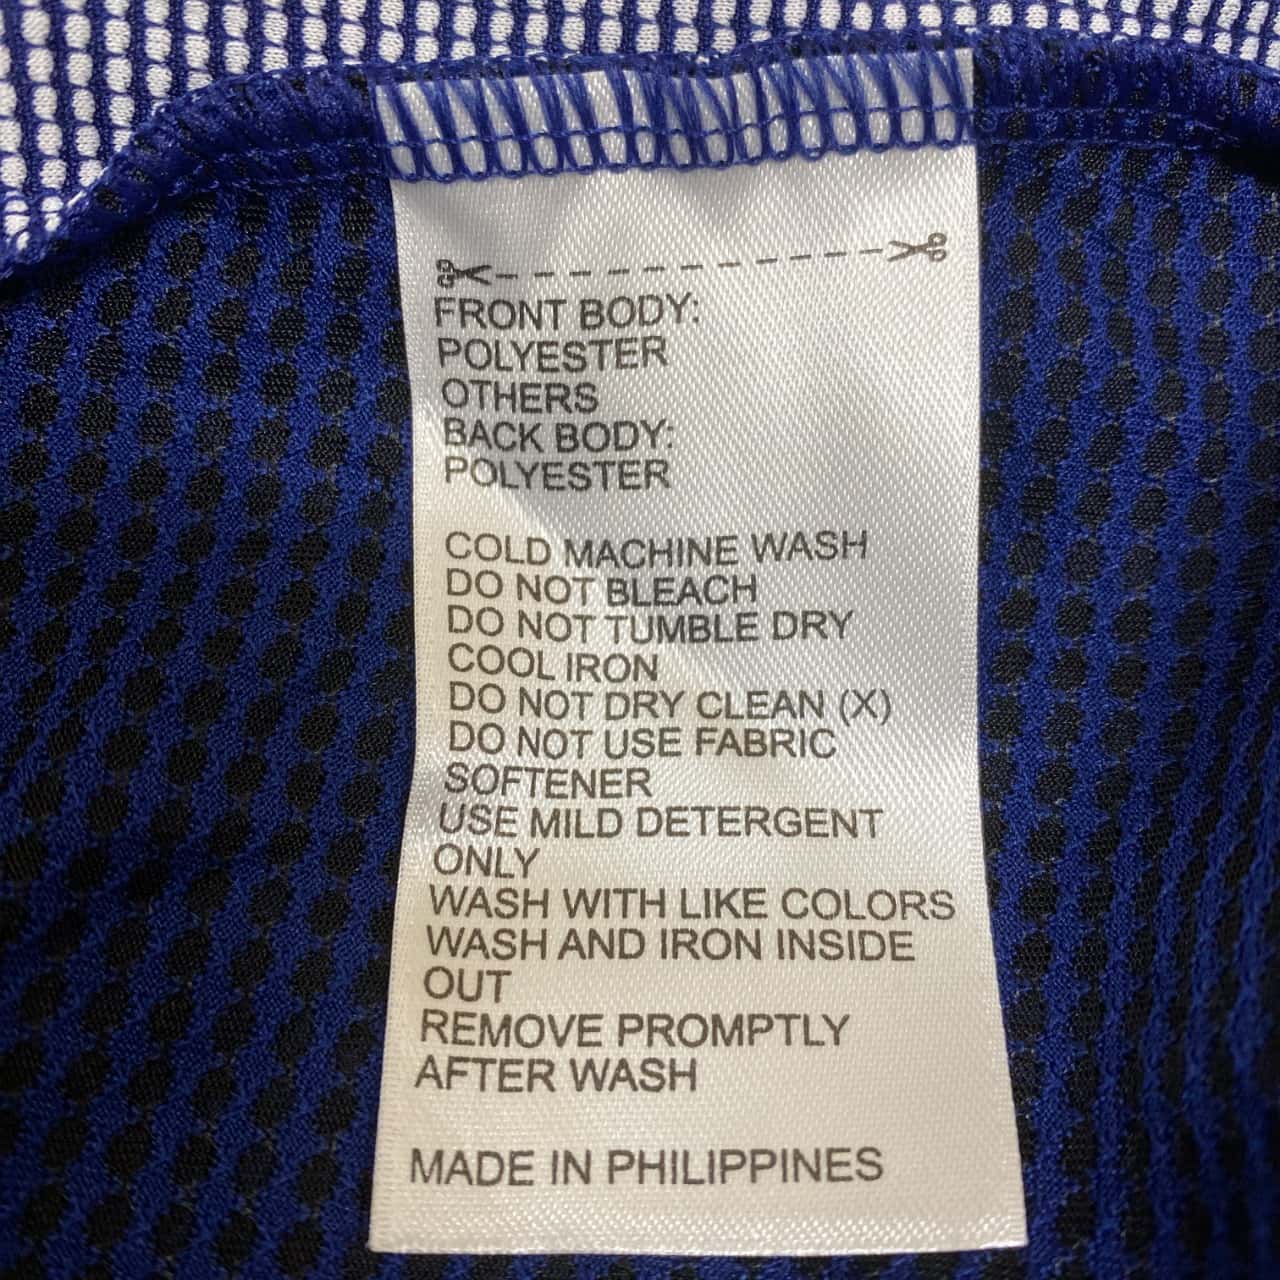 FRONT BODY:
POLYESTER
OTHERS
BACK BODY:
POLYESTER
COLD MACHINE WASH
DO NOT BLEACH
DO NOT TUMBLE DRY
COOL IRON
DO NOT DRY CLEAN (X)
DO NOT USE FABRIC
SOFTENER
USE MILD DETERGENT
ONLY
WASH WITH LIKE COLORS
WASH AND IRON INSIDE
OUT
REMOVE PROMPTLY
AFTER WASH
MADE IN PHILIPPINES